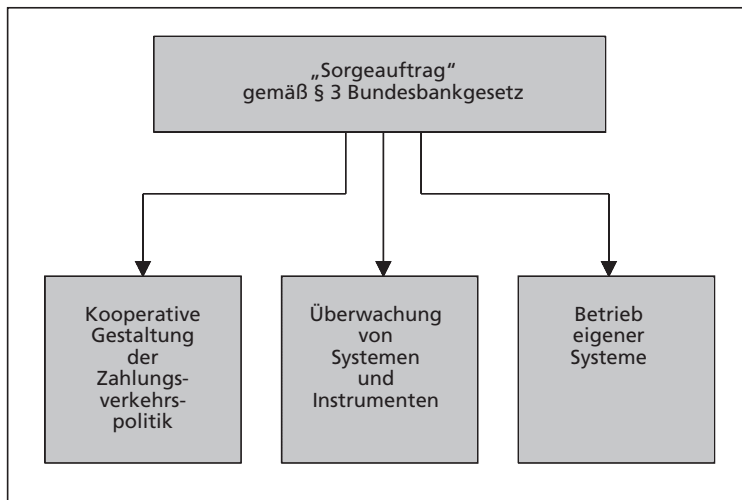 „Sorgeauftrag“
gemäß § 3 Bundesbankgesetz
Kooperative
Gestaltung
der
Zahlungs-
verkehrs-
politik
Überwachung
von
Systemen
und
Instrumenten
Betrieb
eigener
Systeme